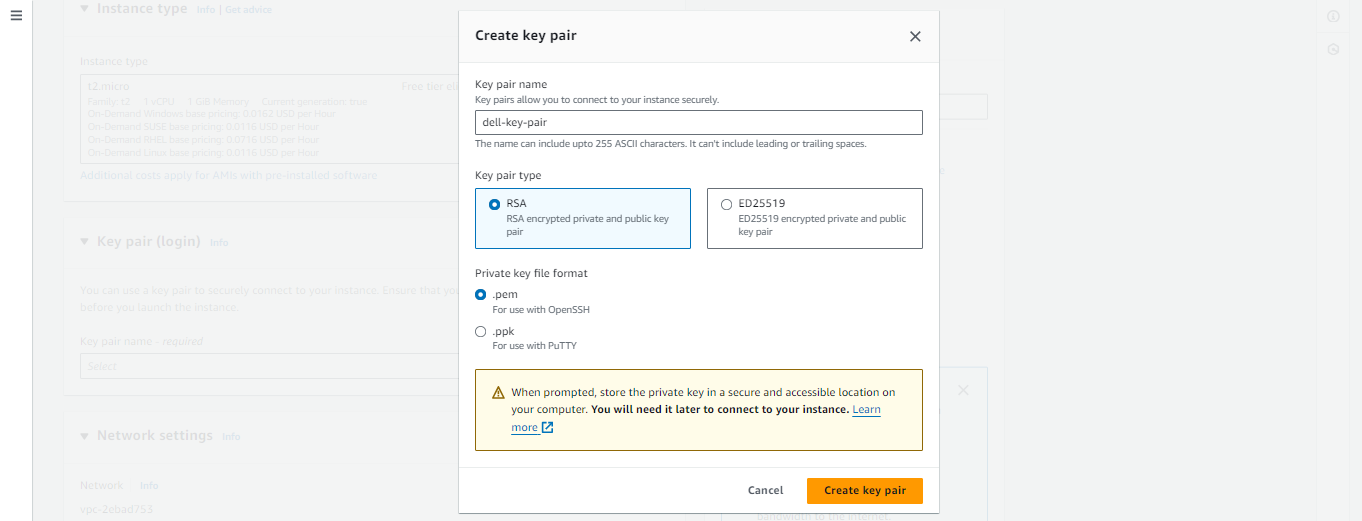 Instance type Info | Get advice
Instance type
t2.micro Free tier eli
Family: t2 1 vCPU 1 GiB Memory Current generation: true
On-Demand Windows base pricing: 0.0162 USD per Hour
On-Demand SUSE base pricing: 0.0116 USD per Hour
On-Demand RHEL base pricing: 0.0716 USD per Hour
On-Demand Linux base pricing: 0.0116 USD per Hour
Additional costs apply for AMIs with pre-installed software
Key pair (login) Info
You can use a key pair to securely connect to your instance. Ensure that you
before you launch the instance.
Key pair name - required
Select
Network settings Info
Network Info
vpc-2ebad753
Create key pair
Key pair name
Key pairs allow you to connect to your instance securely.
dell-key-pair
The name can include upto 255 ASCII characters. It can't include leading or trailing spaces.
Key pair type
RSA
RSA encrypted private and public key
pair
ED25519
ED25519 encrypted private and public
key pair
Private key file format
.pem
For use with OpenSSH
.ppk
For use with PuTTY
When prompted, store the private key in a secure and accessible location on
your computer. You will need it later to connect to your instance. Learn
more
Cancel Create key pair
bandwidth to the internet.